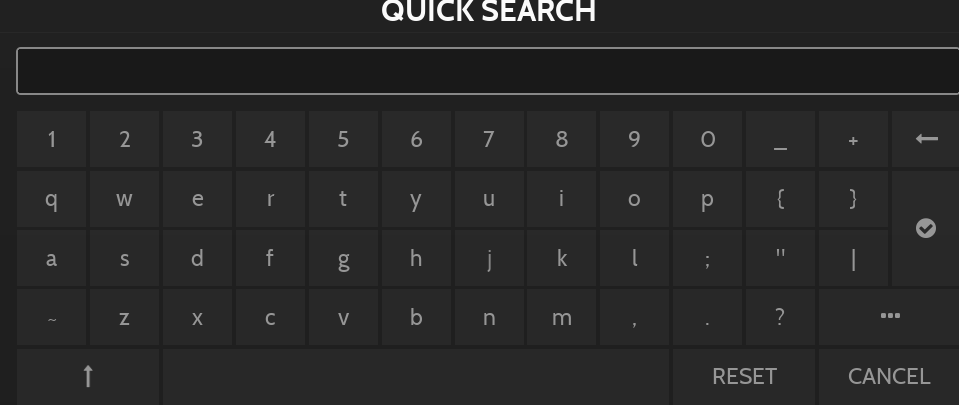 QUICK SEARCH
1 2 3 4 5 6 7 8 9 0 _ + ←
q w e r t y u i o p { }
a s d f g h j k l ; " |
~ z x c v b n m , . ? ...
↑ RESET CANCEL